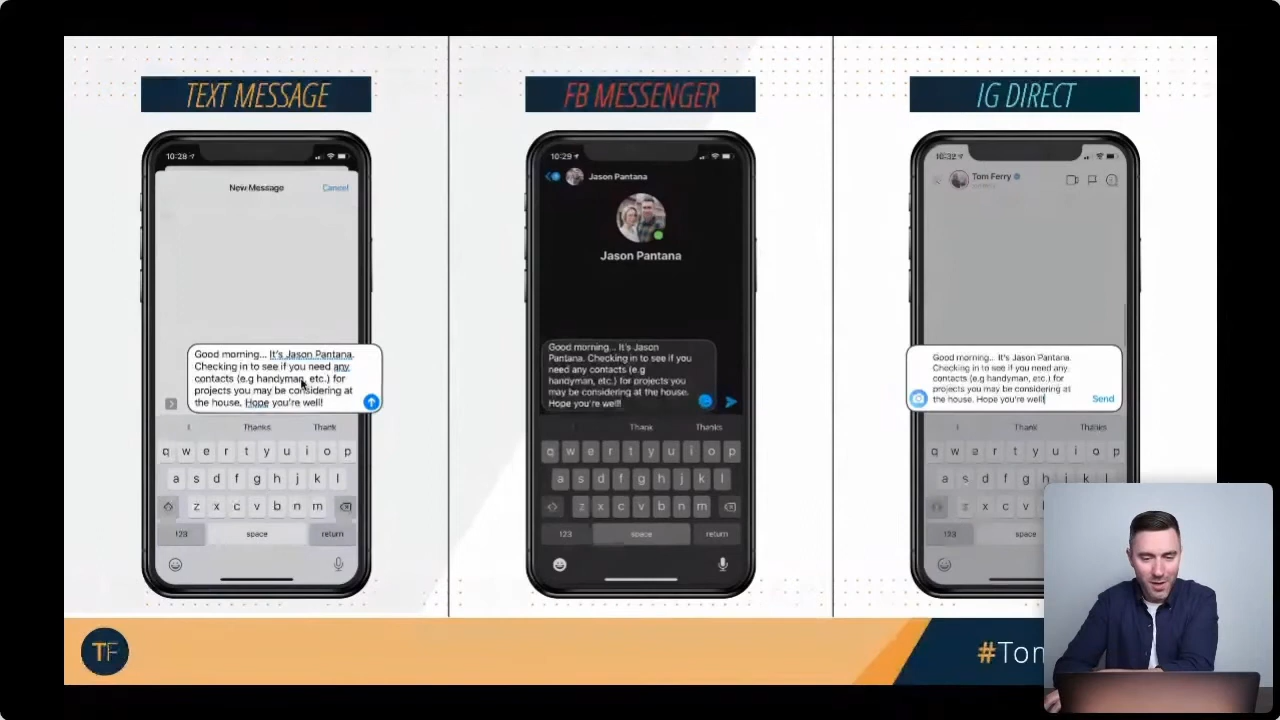 TEXT MESSAGE
10:28
New Message
Cancel
Good morning... It's Jason Pantana.
Checking in to see if you need any
contacts (e.g handyman, etc.) for
projects you may be considering at
the house. Hope you're well!
I
Thanks
Thank
q w e r t y u i o p
a s d f g h j k l
z x c v b n m
123
space
return
FB MESSENGER
10:29
Jason Pantana
Jason Pantana
Good morning... It's Jason
Pantana. Checking in to see if you
need any contacts (e.g
handyman, etc.) for projects you
may be considering at the house.
Hope you're well!
I
Thank
Thanks
q w e r t y u i o p
a s d f g h j k l
z x c v b n m
123
space
return
IG DIRECT
10:32
Tom Ferry
Good morning... It's Jason Pantana.
Checking in to see if you need any
contacts (e.g handyman, etc.) for
projects you may be considering at
the house. Hope you're well!
Send
I
Thank
Thanks
q w e r t y u i o p
a s d f g h j k l
z x c v b n m
123
space
TF
#Tom